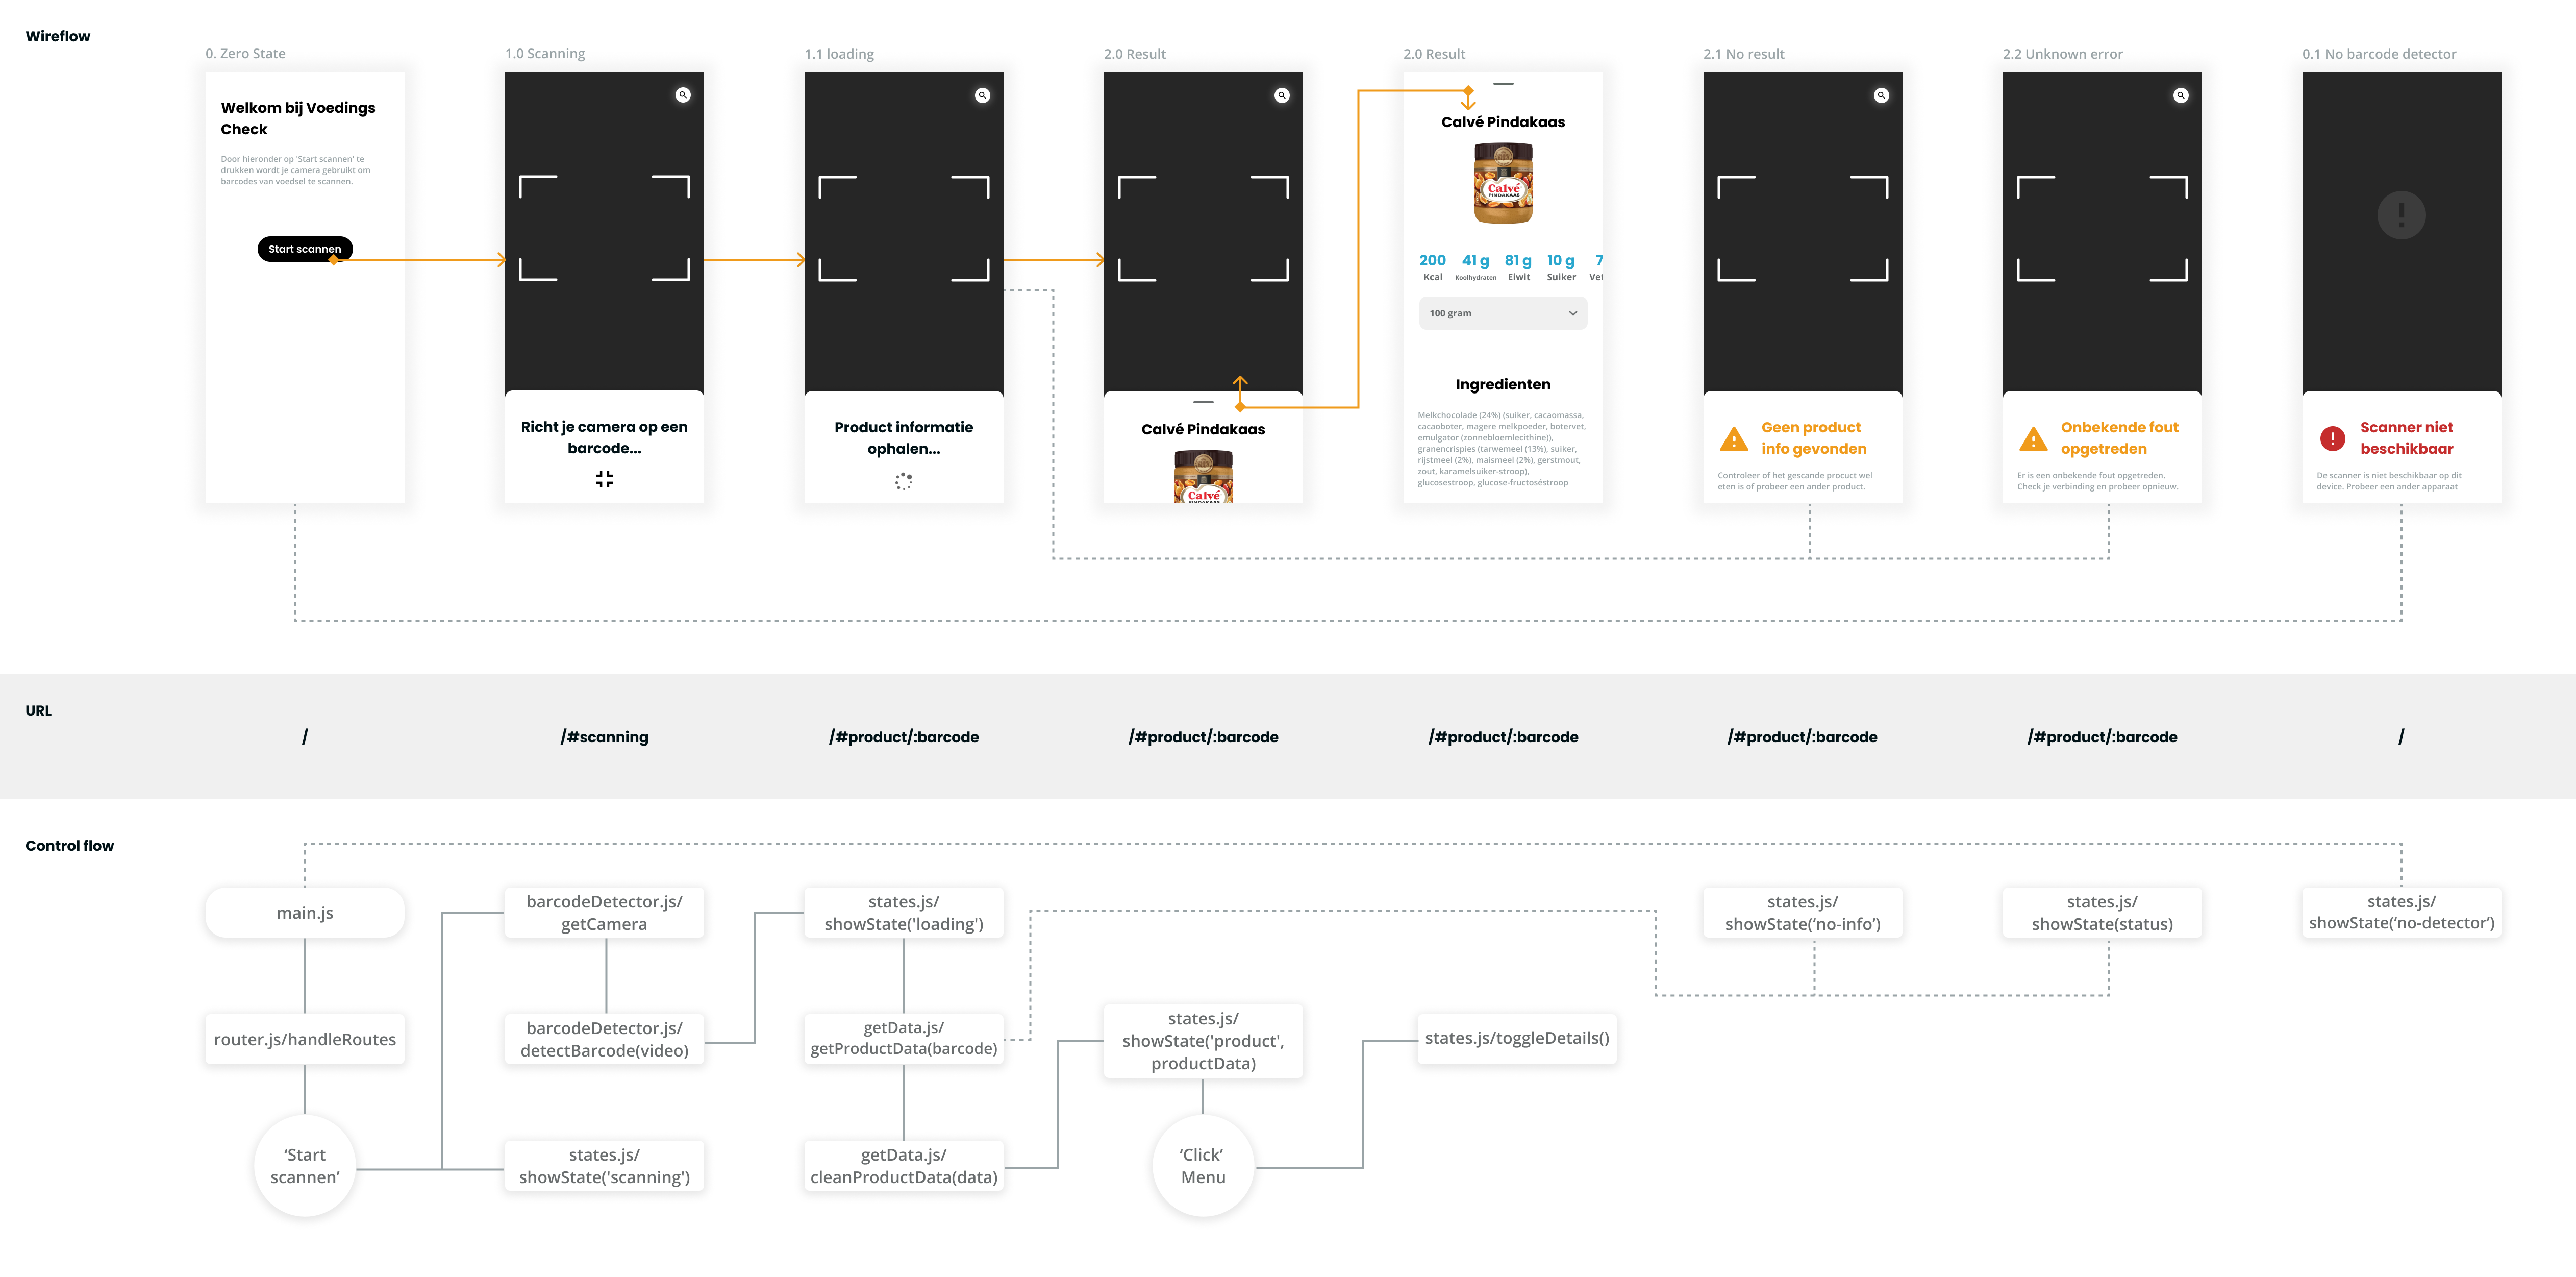 Wireflow
0. Zero State
Welkom bij Voedings
Check
Door hieronder op 'Start scannen' te
drukken wordt je camera gebruikt om
barcodes van voedsel te scannen.
Start scannen
1.0 Scanning
Richt je camera op een
barcode...
1.1 loading
Product informatie
ophalen...
2.0 Result
Calvé Pindakaas
Calvé
2.0 Result
Calvé Pindakaas
Calvé
PINDAKAAS
200 41 g 81 g 10 g 7
Kcal Koolhydraten Eiwit Suiker Vet
100 gram
Ingredienten
Melkchocolade (24%) (suiker, cacaomassa,
cacaoboter, magere melkpoeder, botervet,
emulgator (zonnebloemlecithine)),
granencrispies (tarwemeel (13%), suiker,
rijstmeel (2%), maismeel (2%), gerstmout,
zout, karamelsuiker-stroop),
glucosestroop, glucose-fructoséstroop
2.1 No result
Geen product
info gevonden
Controleer of het gescande procuct wel
eten is of probeer een ander product.
2.2 Unknown error
Onbekende fout
opgetreden
Er is een onbekende fout opgetreden.
Check je verbinding en probeer opnieuw.
0.1 No barcode detector
Scanner niet
beschikbaar
De scanner is niet beschikbaar op dit
device. Probeer een ander apparaat
URL
/
/#scanning
/#product/:barcode
/#product/:barcode
/#product/:barcode
/#product/:barcode
/#product/:barcode
/
Control flow
main.js
router.js/handleRoutes
‘Start
scannen’
barcodeDetector.js/
getCamera
barcodeDetector.js/
detectBarcode(video)
states.js/
showState('scanning')
states.js/
showState('loading')
getData.js/
getProductData(barcode)
getData.js/
cleanProductData(data)
states.js/
showState('product',
productData)
‘Click’
Menu
states.js/toggleDetails()
states.js/
showState(‘no-info’)
states.js/
showState(status)
states.js/
showState(‘no-detector’)